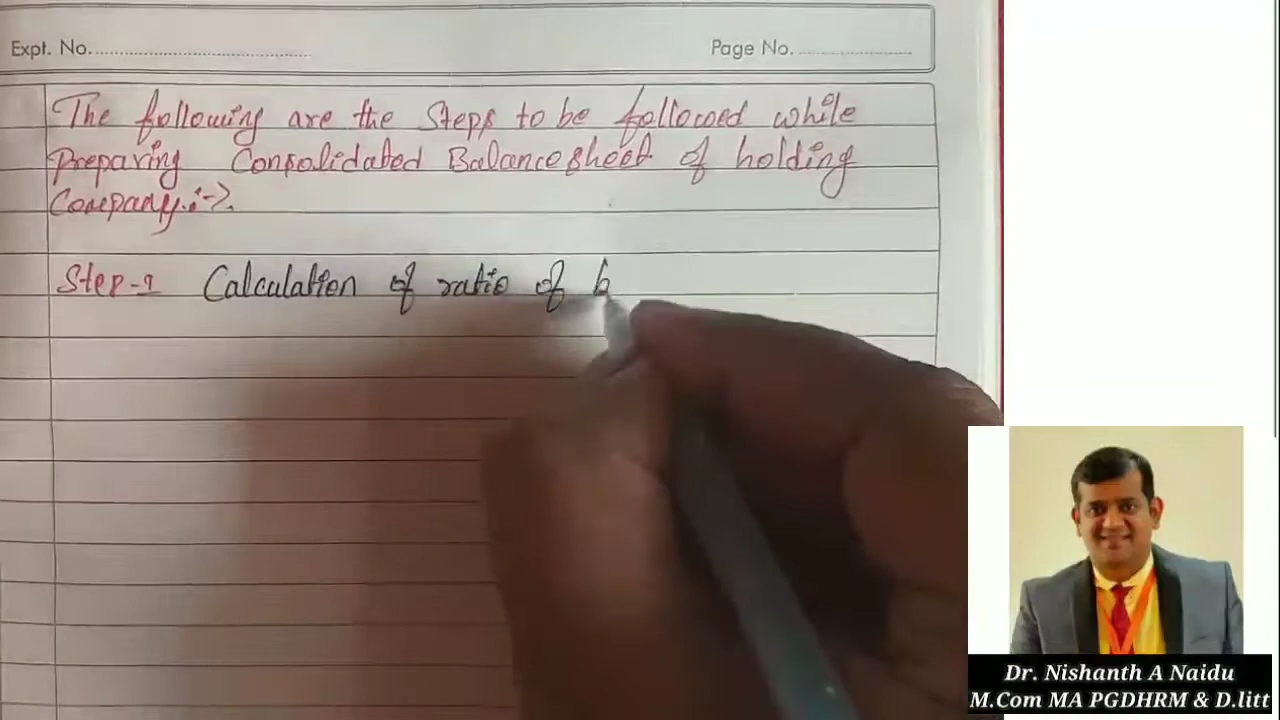 Expt. No.
Page No.
The following are the Steps to be followed while
Preparing Consolidated Balancesheet of holding
Company:->.
Step-1 Calculation of ratio of h
Dr. Nishanth A Naidu
M.Com MA PGDHRM & D.litt